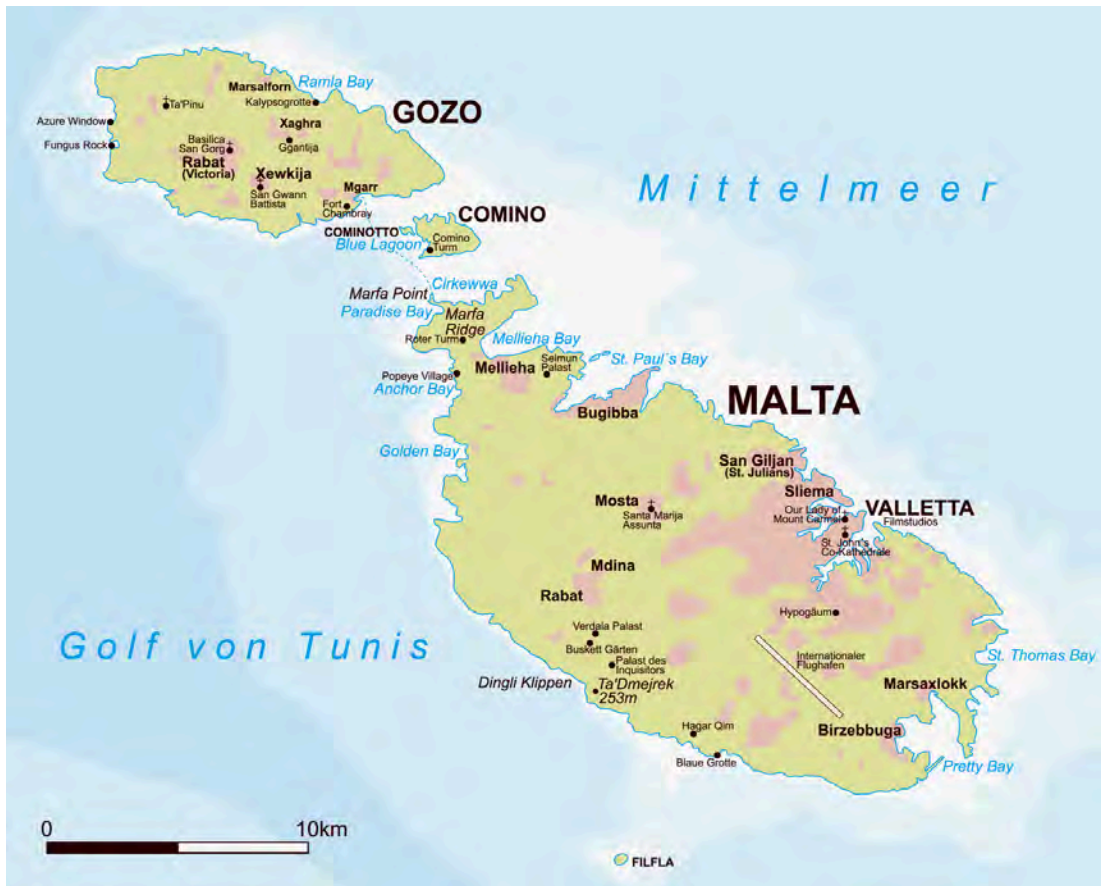 Marsalforn
Ramla Bay
Ta'Pinu
Kalypsogrotte
GOZO
Azure Window
Xaghra
Fungus Rock
Basilica
San Gorg
Ggantija
Rabat
(Victoria)
Xewkija
San Gwann
Battista
Mgarr
Fort
Chambray
Mittelmeer
COMINO
COMINOTTO
Blue Lagoon
Comino
Turm
Cirkewwa
Marfa Point
Paradise Bay
Marfa
Ridge
Roter Turm
Mellieha Bay
Selmun
Palast
St. Paul´s Bay
Mellieha
Popeye Village
Anchor Bay
Bugibba
MALTA
Golden Bay
San Giljan
(St. Julians)
Sliema
Mosta
Santa Marija
Assunta
VALLETTA
Filmstudios
Our Lady of
Mount Carmel
St. John's
Co-Kathedrale
Mdina
Rabat
Hypogäum
Verdala Palast
Buskett Gärten
Golf von Tunis
Palast des
Inquisitors
Internationaler
Flughafen
St. Thomas Bay
Dingli Klippen
Ta'Dmejrek
253m
Marsaxlokk
Hagar Qim
Birzebbuga
Blaue Grotte
Pretty Bay
0
10km
FILFLA